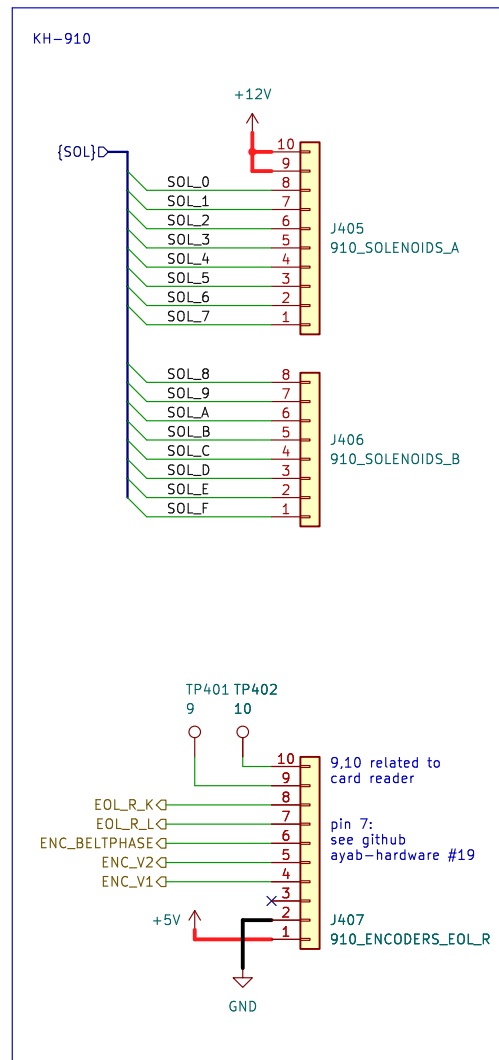 KH-910
+12V
{SOL}
10
9
SOL_0 8
SOL_1 7
SOL_2 6
SOL_3 5
SOL_4 4
SOL_5 3
SOL_6 2
SOL_7 1
J405
910_SOLENOIDS_A
SOL_8 8
SOL_9 7
SOL_A 6
SOL_B 5
SOL_C 4
SOL_D 3
SOL_E 2
SOL_F 1
J406
910_SOLENOIDS_B
TP401 TP402
9 10
10
9
EOL_R_K 8
EOL_R_L 7
ENC_BELTPHASE 6
ENC_V2 5
ENC_V1 4
3
2
+5V 1
GND
9,10 related to
card reader
pin 7:
see github
ayab-hardware #19
J407
910_ENCODERS_EOL_R